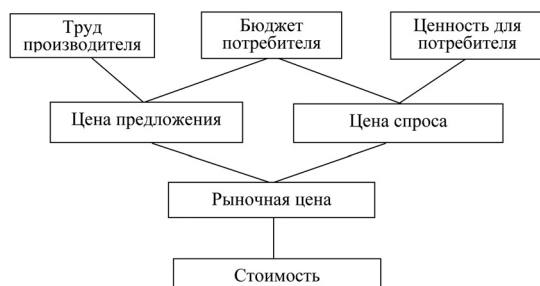 Труд
производителя
Бюджет
потребителя
Ценность для
потребителя
Цена предложения
Цена спроса
Рыночная цена
Стоимость